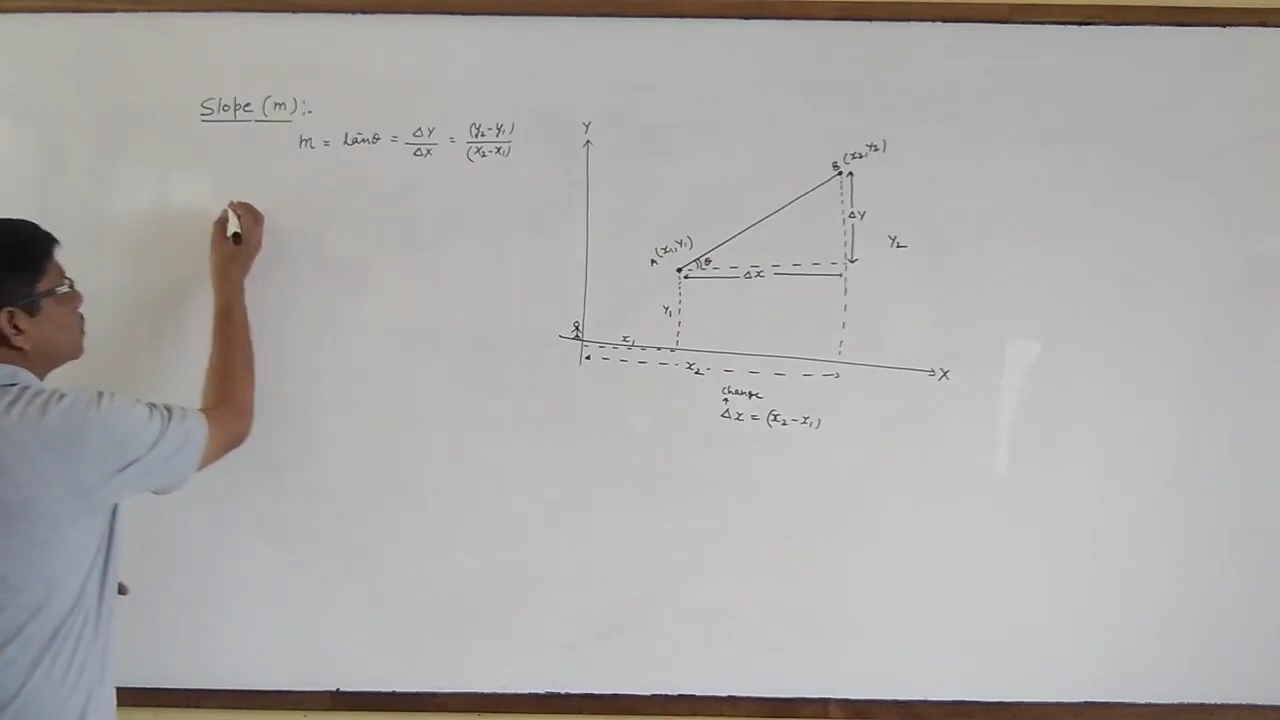 Slope (m):-
m = tanθ = ΔY/ΔX = (y₂-y₁)/(x₂-x₁)
Y
B (x₂,Y₂)
ΔY
Y₂
A (x₁,Y₁)
θ
Δx
Y₁
x₁
x₂
X
change
Δx = (x₂-x₁)